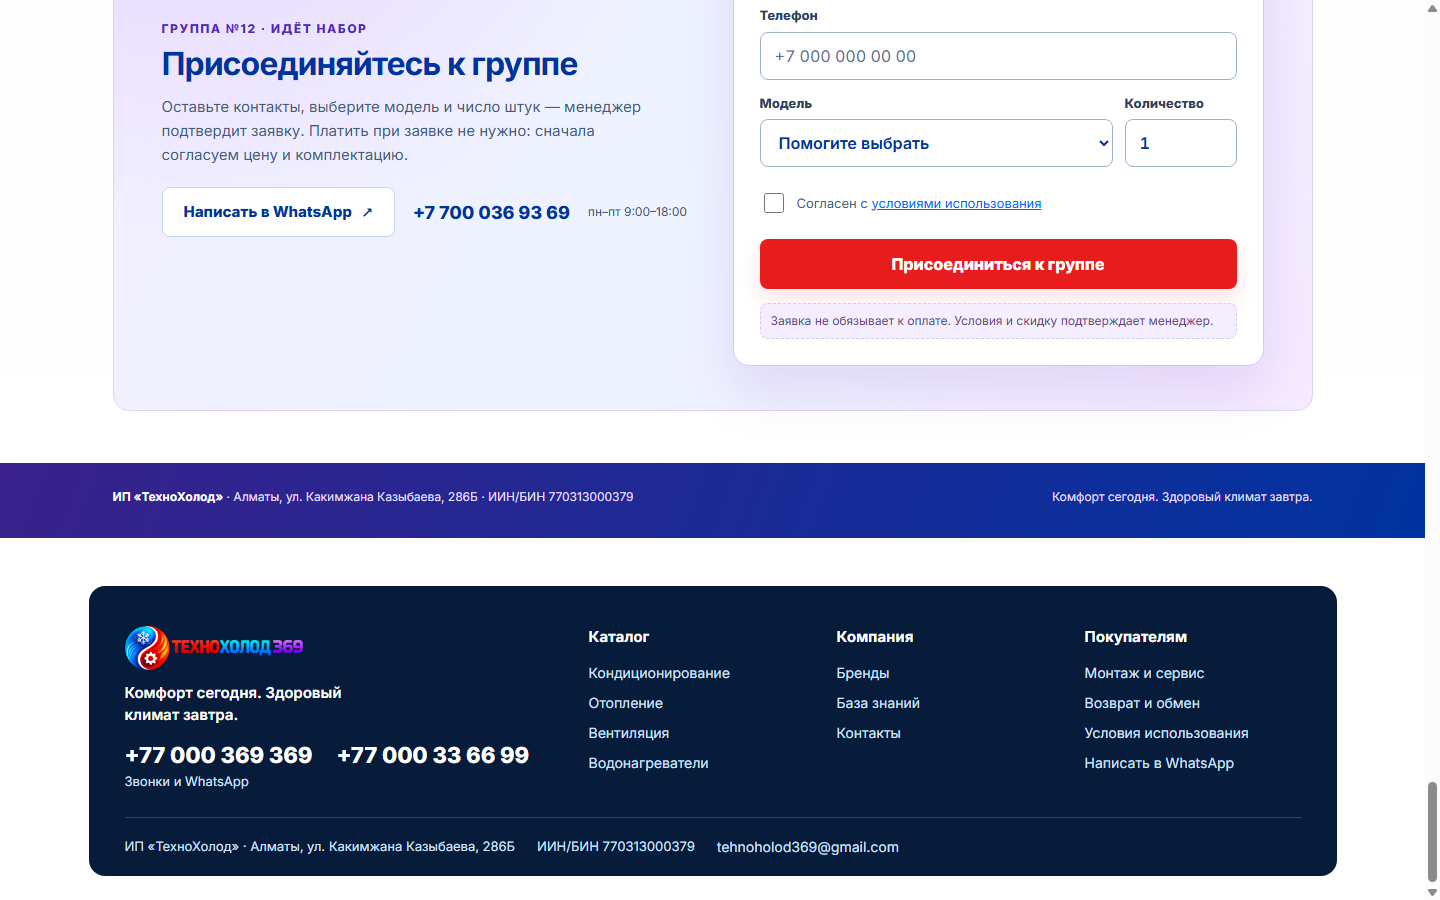 ГРУППА №12 · ИДЁТ НАБОР
Присоединяйтесь к группе
Оставьте контакты, выберите модель и число штук — менеджер
подтвердит заявку. Платить при заявке не нужно: сначала
согласуем цену и комплектацию.
Написать в WhatsApp ↗
+7 700 036 93 69
пн–пт 9:00–18:00
Телефон
+7 000 000 00 00
Модель
Количество
Помогите выбрать
1
Согласен с условиями использования
Присоединиться к группе
Заявка не обязывает к оплате. Условия и скидку подтверждает менеджер.
ИП «ТехноХолод» · Алматы, ул. Какимжана Казыбаева, 286Б · ИИН/БИН 770313000379
Комфорт сегодня. Здоровый климат завтра.
ТЕХНОХОЛОД 369
Комфорт сегодня. Здоровый
климат завтра.
+77 000 369 369
+77 000 33 66 99
Звонки и WhatsApp
Каталог
Кондиционирование
Отопление
Вентиляция
Водонагреватели
Компания
Бренды
База знаний
Контакты
Покупателям
Монтаж и сервис
Возврат и обмен
Условия использования
Написать в WhatsApp
ИП «ТехноХолод» · Алматы, ул. Какимжана Казыбаева, 286Б
ИИН/БИН 770313000379
tehnoholod369@gmail.com